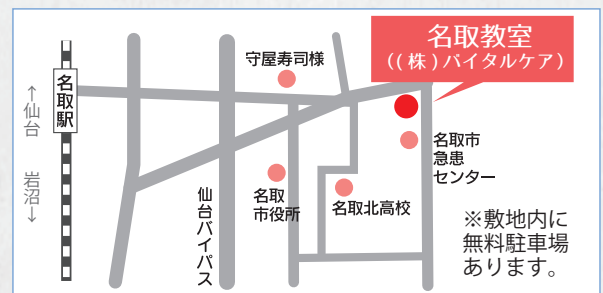 名取教室
((株)バイタルケア)
守屋寿司様
名取駅
↑仙台
岩沼↓
名取市
急患
センター
仙台バイパス
名取
市役所
名取北高校
※敷地内に
無料駐車場
あります。